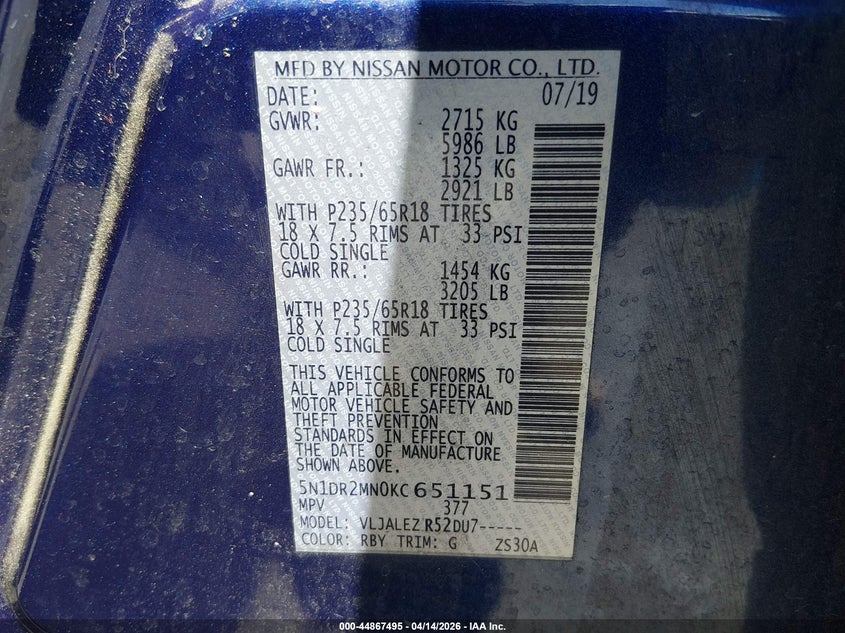 MFD BY NISSAN MOTOR CO., LTD.
DATE: 07/19
GVWR: 2715 KG
5986 LB
GAWR FR.: 1325 KG
2921 LB
WITH P235/65R18 TIRES
18 X 7.5 RIMS AT 33 PSI
COLD SINGLE
GAWR RR.: 1454 KG
3205 LB
WITH P235/65R18 TIRES
18 X 7.5 RIMS AT 33 PSI
COLD SINGLE
THIS VEHICLE CONFORMS TO
ALL APPLICABLE FEDERAL
MOTOR VEHICLE SAFETY AND
THEFT PREVENTION
STANDARDS IN EFFECT ON
THE DATE OF MANUFACTURE
SHOWN ABOVE.
5N1DR2MN0KC651151
MPV 377
MODEL: VLJALEZ R52DU7-----
COLOR: RBY TRIM: G ZS30A
000-44867495 - 04/14/2026 - IAA Inc.